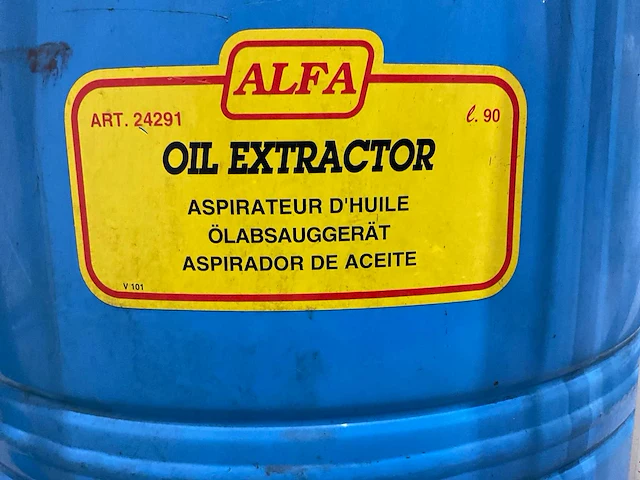 ALFA
ART. 24291
ℓ. 90
OIL EXTRACTOR
ASPIRATEUR D'HUILE
ÖLABSAUGGERÄT
ASPIRADOR DE ACEITE
V 101